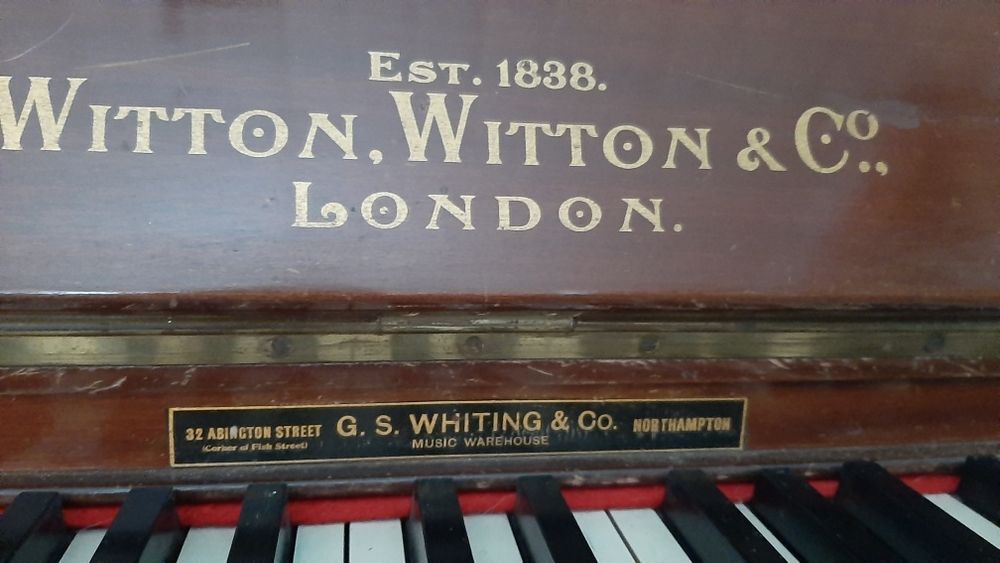 EST. 1838.
WITTON, WITTON & Co.,
LONDON.
32 ABINGTON STREET G. S. WHITING & Co. NORTHAMPTON
(Corner of Fish Street) MUSIC WAREHOUSE